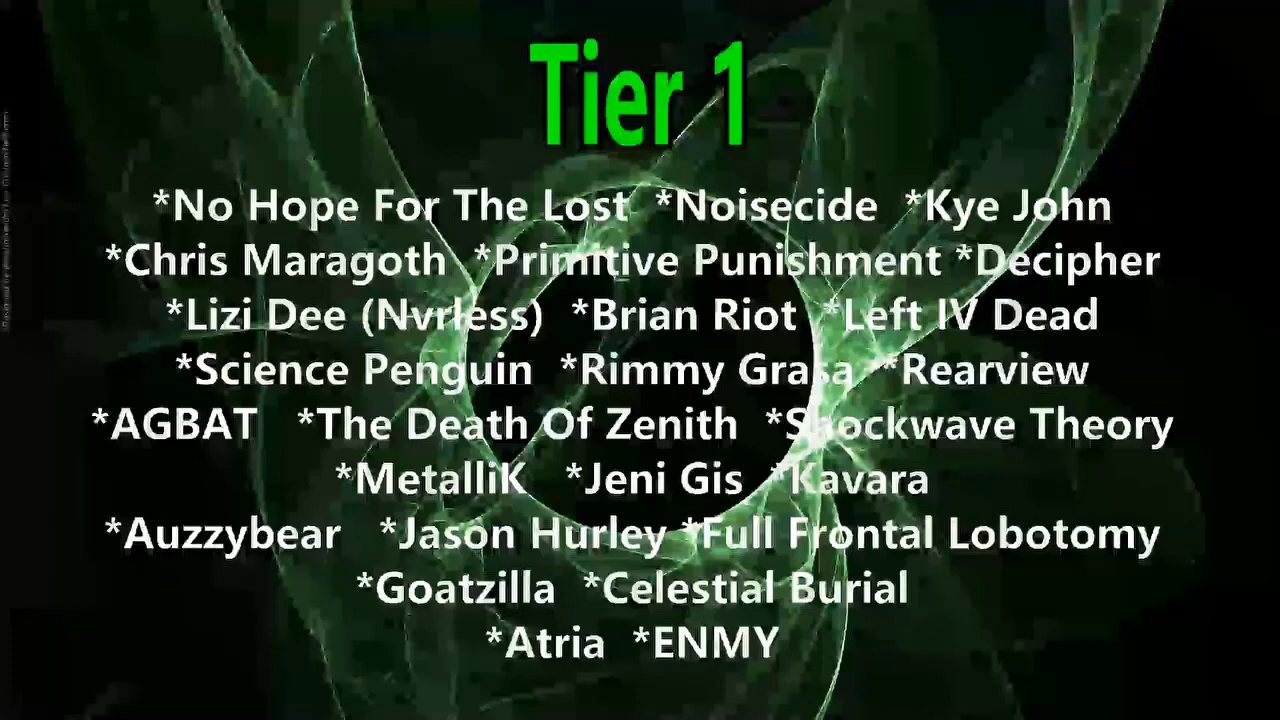 Tier 1
*No Hope For The Lost *Noisecide *Kye John
*Chris Maragoth *Primitive Punishment *Decipher
*Lizi Dee (Nvrless) *Brian Riot *Left IV Dead
*Science Penguin *Rimmy Grasa *Rearview
*AGBAT *The Death Of Zenith *Shockwave Theory
*MetalliK *Jeni Gis *Kavara
*Auzzybear *Jason Hurley *Full Frontal Lobotomy
*Goatzilla *Celestial Burial
*Atria *ENMY